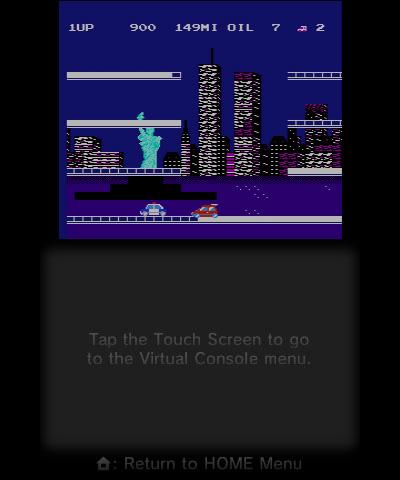 1UP 900 149MI OIL 7 2
Tap the Touch Screen to go
to the Virtual Console menu.
: Return to HOME Menu